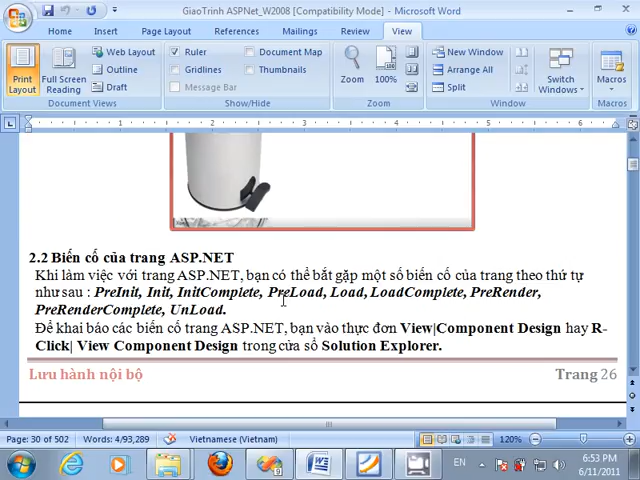 GiaoTrinh ASPNet_W2008 [Compatibility Mode] - Microsoft Word
Home Insert Page Layout References Mailings Review View
Print Layout
Full Screen Reading
Web Layout
Outline
Draft
Document Views
Ruler
Gridlines
Message Bar
Document Map
Thumbnails
Show/Hide
Zoom
100%
Zoom
New Window
Arrange All
Split
Switch Windows
Window
Macros
Macros
1 2 3 4 5 6
2.2 Biến cố của trang ASP.NET
Khi làm việc với trang ASP.NET, bạn có thể bắt gặp một số biến cố của trang theo thứ tự
như sau : PreInit, Init, InitComplete, PreLoad, Load, LoadComplete, PreRender,
PreRenderComplete, UnLoad.
Để khai báo các biến cố trang ASP.NET, bạn vào thực đơn View|Component Design hay R-
Click| View Component Design trong cửa sổ Solution Explorer.
Lưu hành nội bộ Trang 26
Page: 30 of 502 Words: 4/93,289 Vietnamese (Vietnam) 120%
EN 6:53 PM
6/11/2011